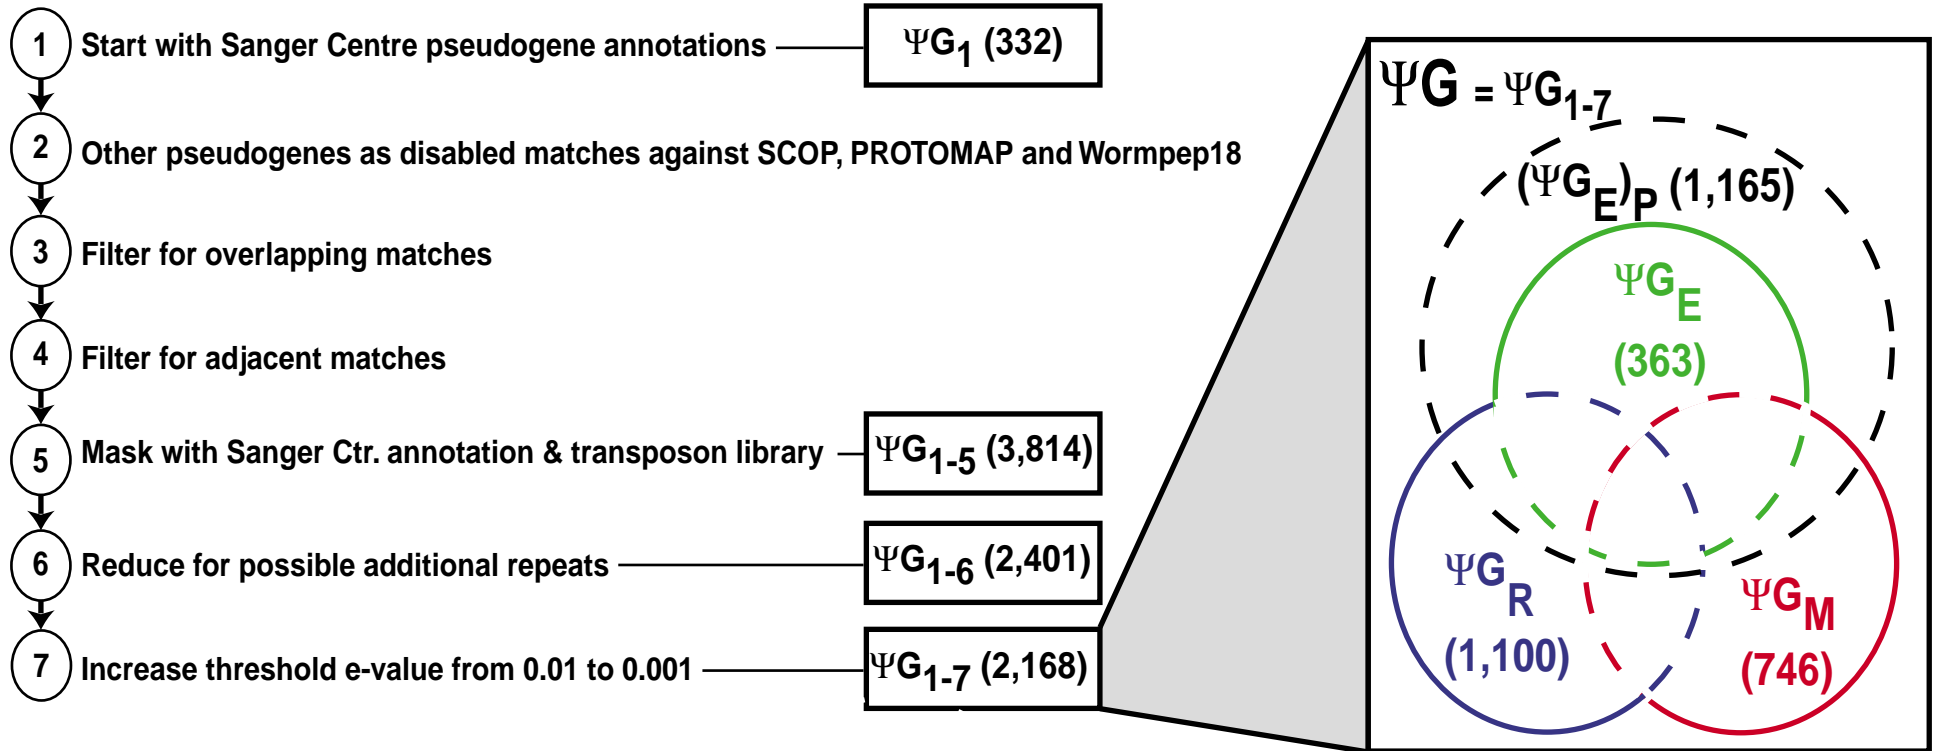 1 Start with Sanger Centre pseudogene annotations ΨG1 (332)
2 Other pseudogenes as disabled matches against SCOP, PROTOMAP and Wormpep18
3 Filter for overlapping matches
4 Filter for adjacent matches
5 Mask with Sanger Ctr. annotation & transposon library ΨG1-5 (3,814)
6 Reduce for possible additional repeats ΨG1-6 (2,401)
7 Increase threshold e-value from 0.01 to 0.001 ΨG1-7 (2,168)
ΨG = ΨG1-7
(ΨGE)P (1,165)
ΨGE
(363)
ΨGR
(1,100)
ΨGM
(746)